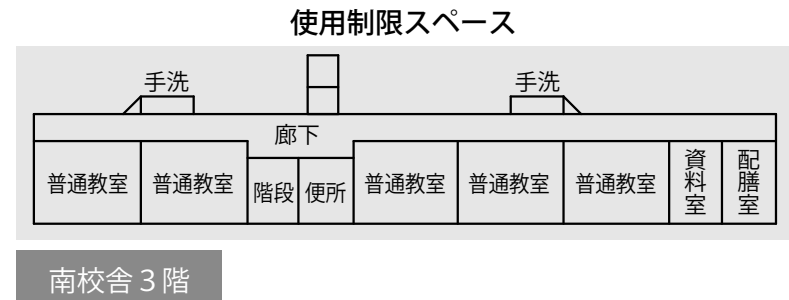 使用制限スペース
手洗 手洗
廊下
普通教室 普通教室 階段 便所 普通教室 普通教室 普通教室 資料室 配膳室
南校舎3階